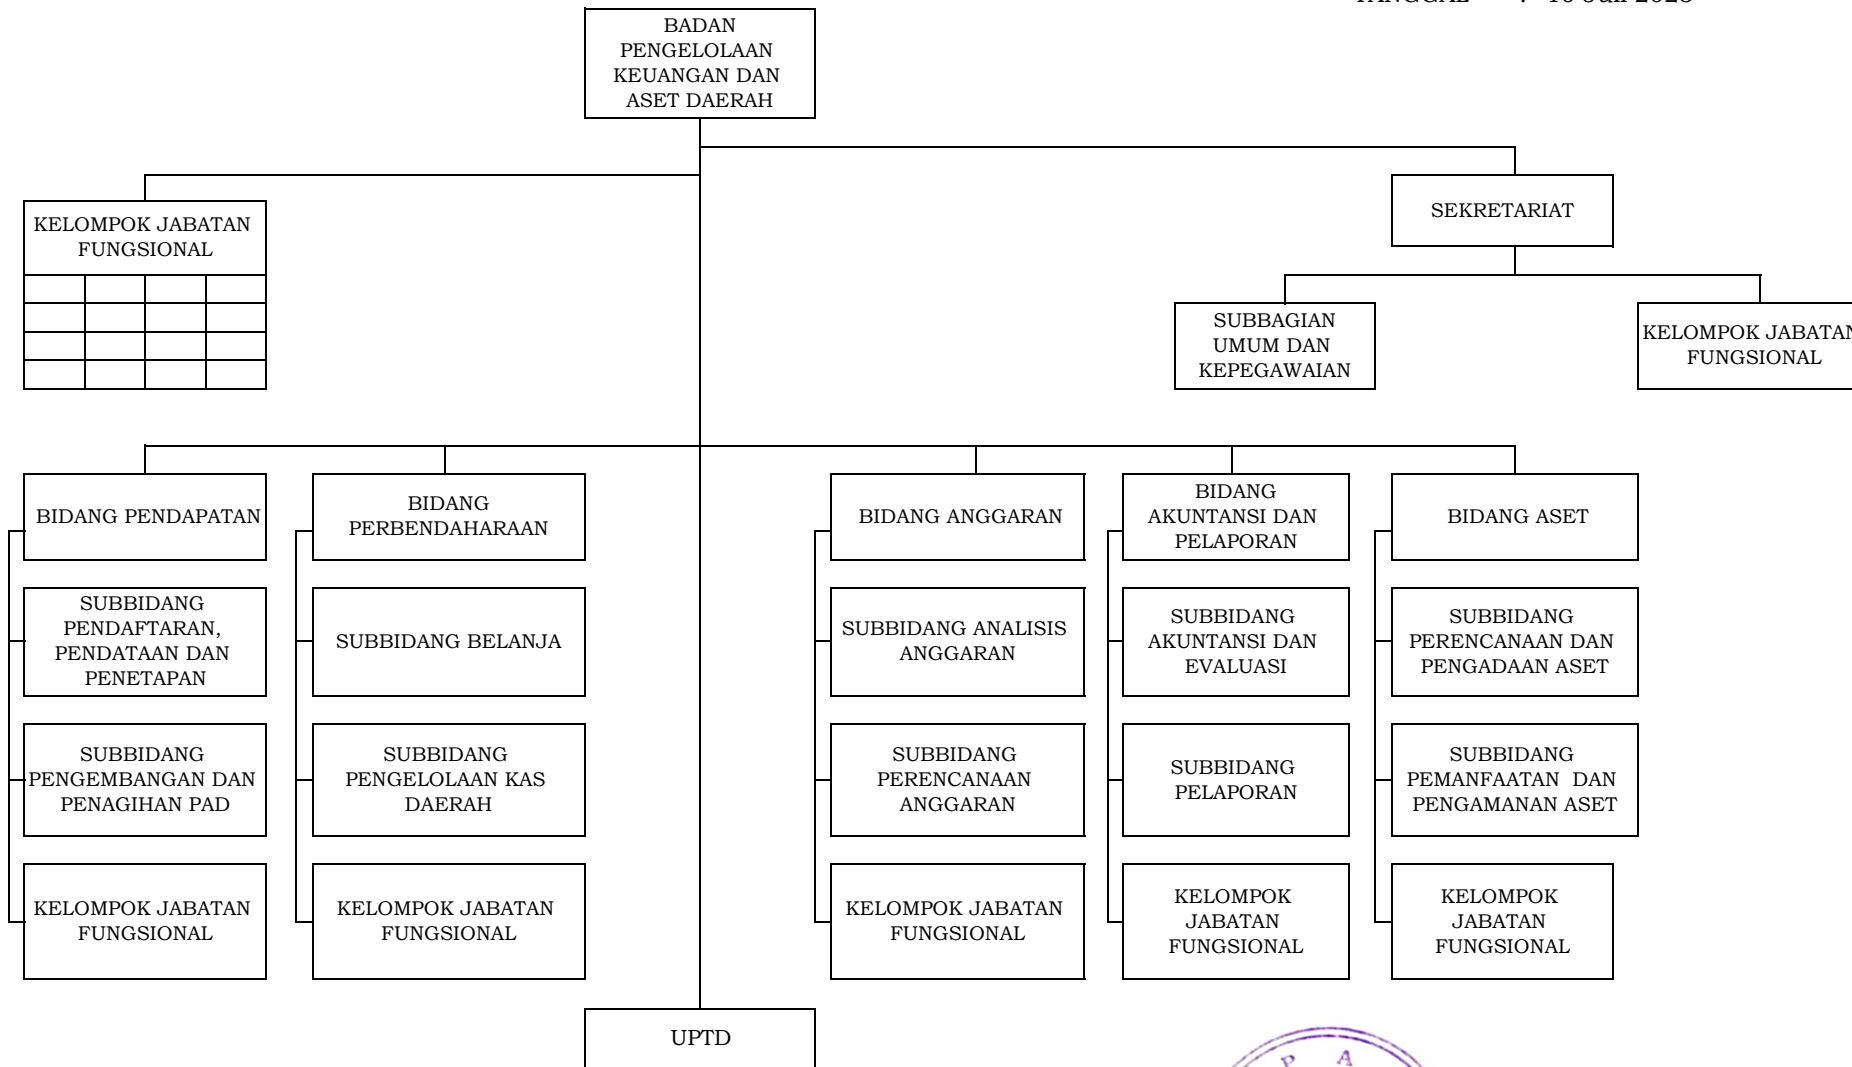 BADAN
PENGELOLAAN
KEUANGAN DAN
ASET DAERAH
KELOMPOK JABATAN
FUNGSIONAL
SEKRETARIAT
SUBBAGIAN
UMUM DAN
KEPEGAWAIAN
KELOMPOK JABATAN
FUNGSIONAL
BIDANG PENDAPATAN
BIDANG
PERBENDAHARAAN
BIDANG ANGGARAN
BIDANG
AKUNTANSI DAN
PELAPORAN
BIDANG ASET
SUBBIDANG
PENDAFTARAN,
PENDATAAN DAN
PENETAPAN
SUBBIDANG BELANJA
SUBBIDANG ANALISIS
ANGGARAN
SUBBIDANG
AKUNTANSI DAN
EVALUASI
SUBBIDANG
PERENCANAAN DAN
PENGADAAN ASET
SUBBIDANG
PENGEMBANGAN DAN
PENAGIHAN PAD
SUBBIDANG
PENGELOLAAN KAS
DAERAH
SUBBIDANG
PERENCANAAN
ANGGARAN
SUBBIDANG
PELAPORAN
SUBBIDANG
PEMANFAATAN DAN
PENGAMANAN ASET
KELOMPOK JABATAN
FUNGSIONAL
KELOMPOK JABATAN
FUNGSIONAL
KELOMPOK JABATAN
FUNGSIONAL
KELOMPOK
JABATAN
FUNGSIONAL
KELOMPOK
JABATAN
FUNGSIONAL
UPTD
P A